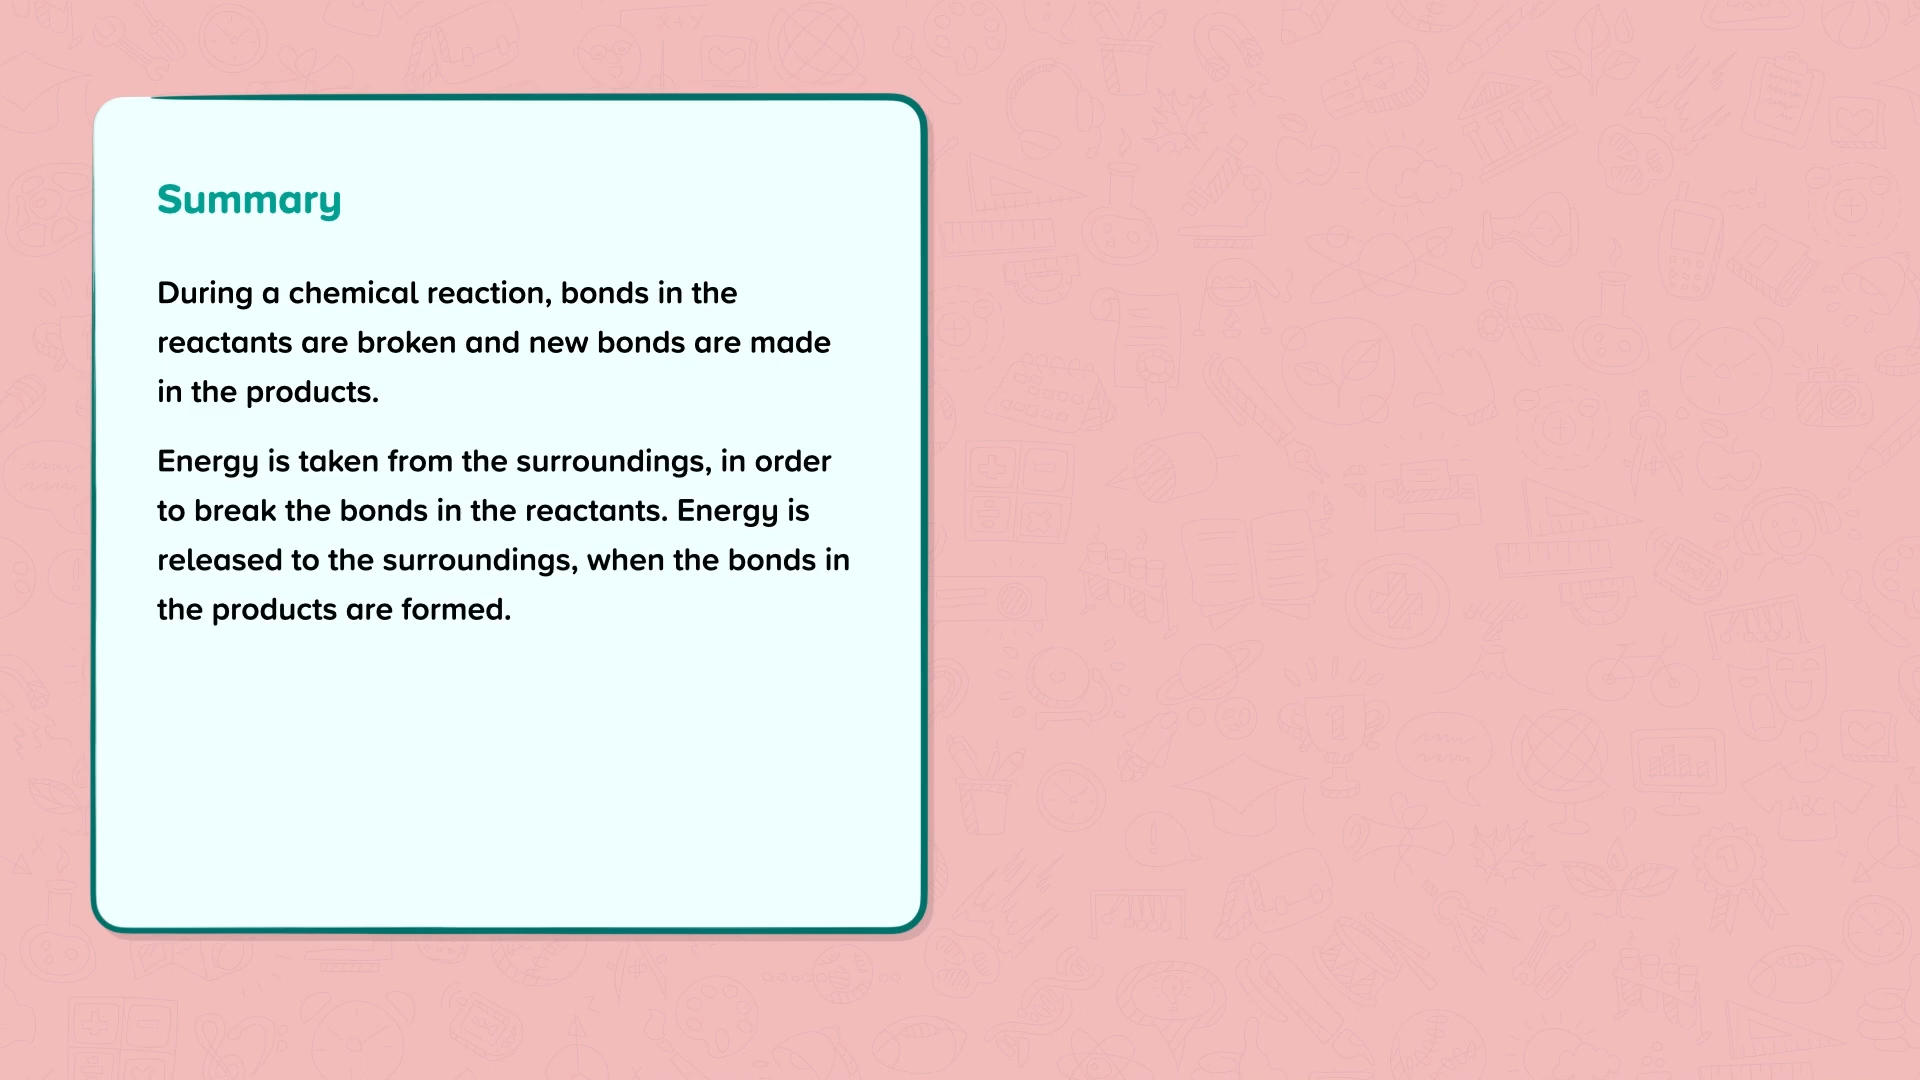 Summary
During a chemical reaction, bonds in the
reactants are broken and new bonds are made
in the products.
Energy is taken from the surroundings, in order
to break the bonds in the reactants. Energy is
released to the surroundings, when the bonds in
the products are formed.